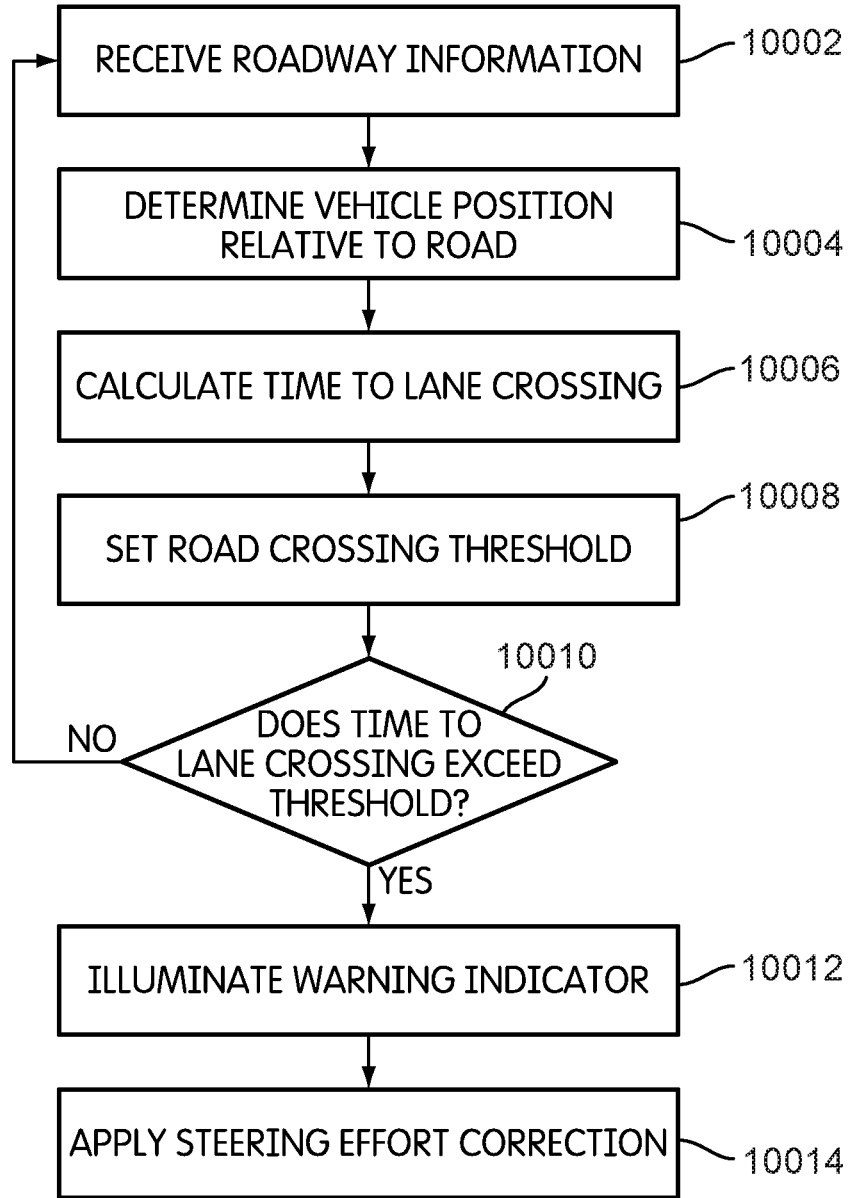 RECEIVE ROADWAY INFORMATION
10002
DETERMINE VEHICLE POSITION
RELATIVE TO ROAD
10004
CALCULATE TIME TO LANE CROSSING
10006
SET ROAD CROSSING THRESHOLD
10008
10010
DOES TIME TO
LANE CROSSING EXCEED
THRESHOLD?
NO
YES
ILLUMINATE WARNING INDICATOR
10012
APPLY STEERING EFFORT CORRECTION
10014